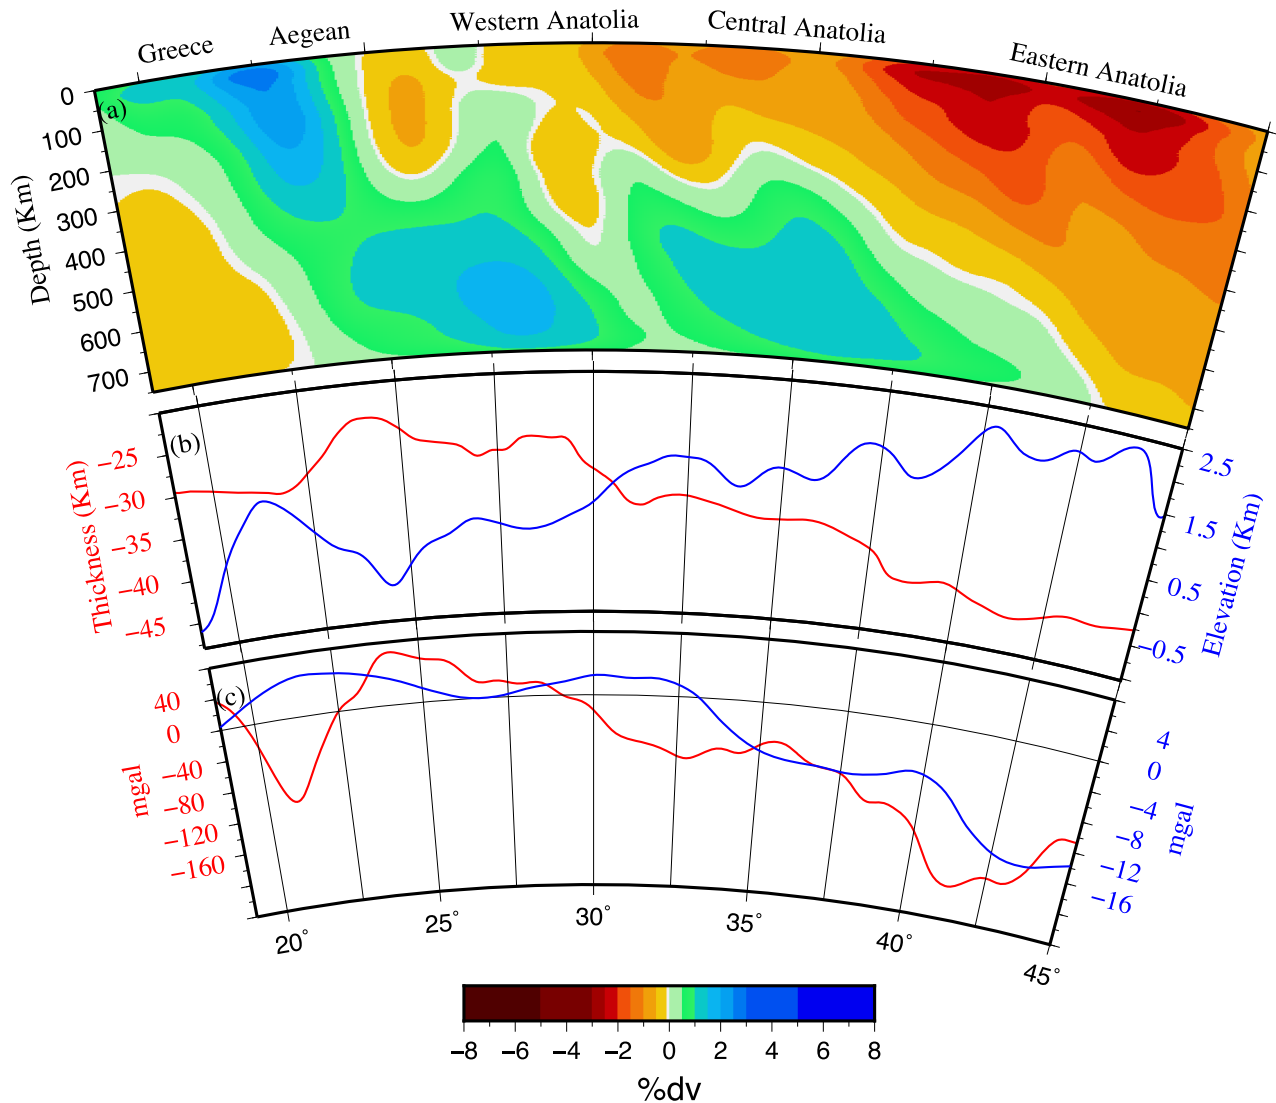 Greece
Aegean
Western Anatolia
Central Anatolia
Eastern Anatolia
(a)
0
100
200
300
400
500
600
700
Depth (Km)
(b)
−25
−30
−35
−40
−45
Thickness (Km)
2.5
1.5
0.5
−0.5
Elevation (Km)
(c)
40
0
−40
−80
−120
−160
mgal
4
0
−4
−8
−12
−16
mgal
20° 25° 30° 35° 40° 45°
−8 −6 −4 −2 0 2 4 6 8
%dv